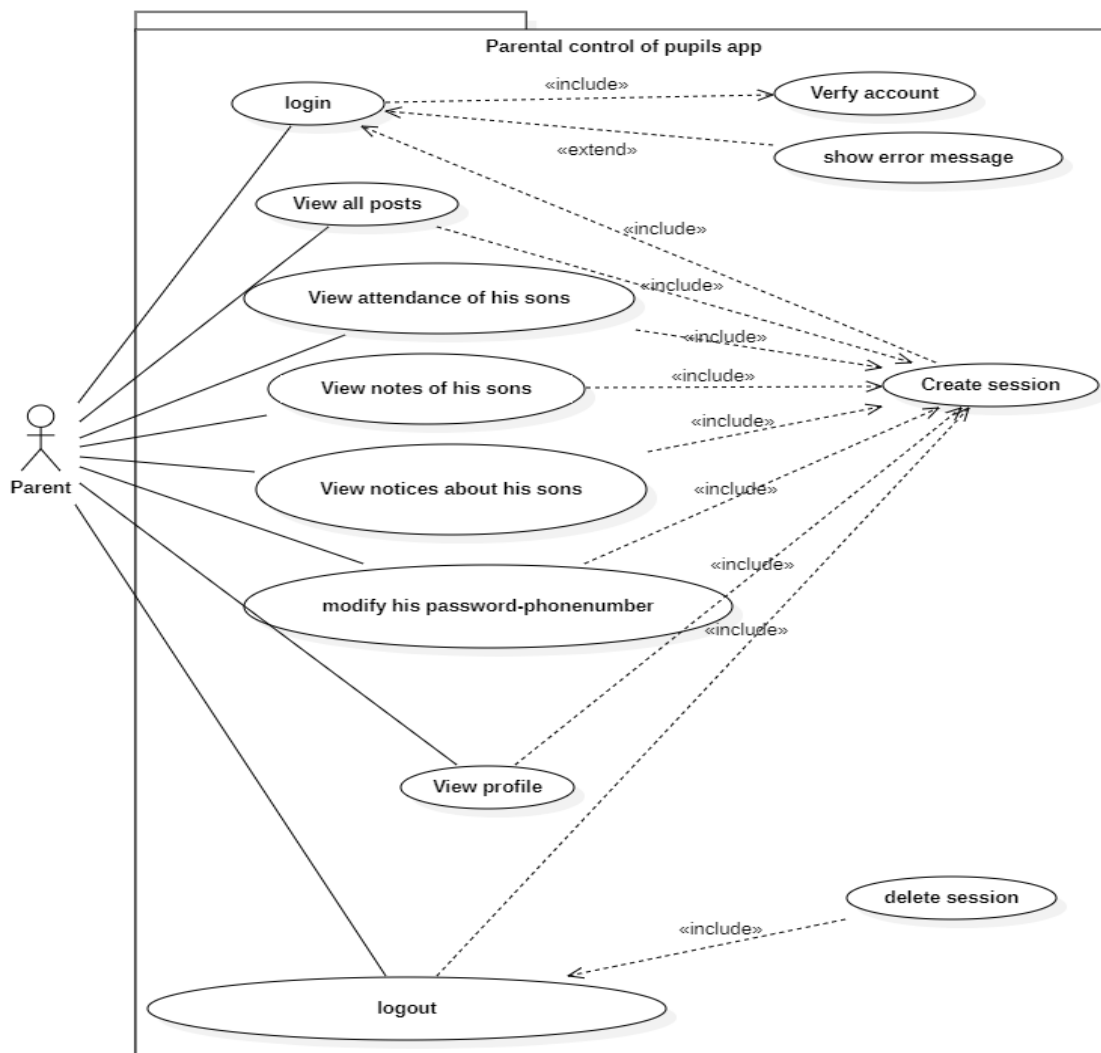 Parental control of pupils app
login
«include»
Verfy account
«extend»
show error message
View all posts
«include»
«include»
View attendance of his sons
«include»
View notes of his sons
«include»
Create session
Parent
«include»
View notices about his sons
«include»
modify his password-phonenumber
«include»
«include»
View profile
delete session
«include»
logout